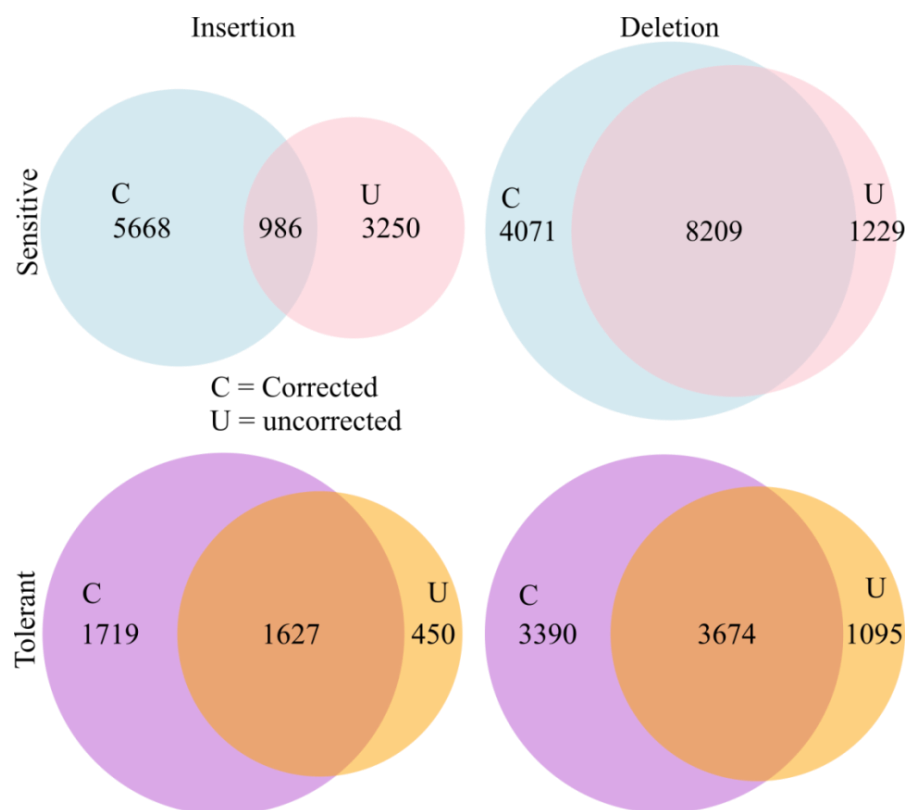 Insertion
Deletion
Sensitive
C
5668
986
U
3250
C
4071
8209
U
1229
C = Corrected
U = uncorrected
Tolerant
C
1719
1627
U
450
C
3390
3674
U
1095